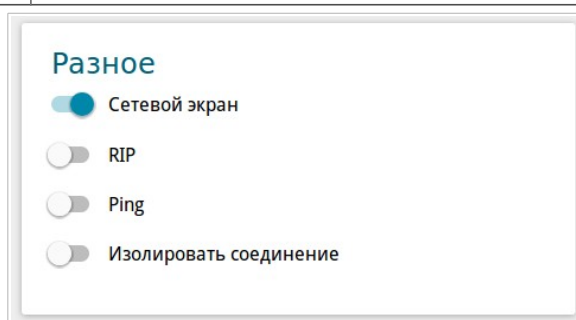 Разное
Сетевой экран
RIP
Ping
Изолировать соединение